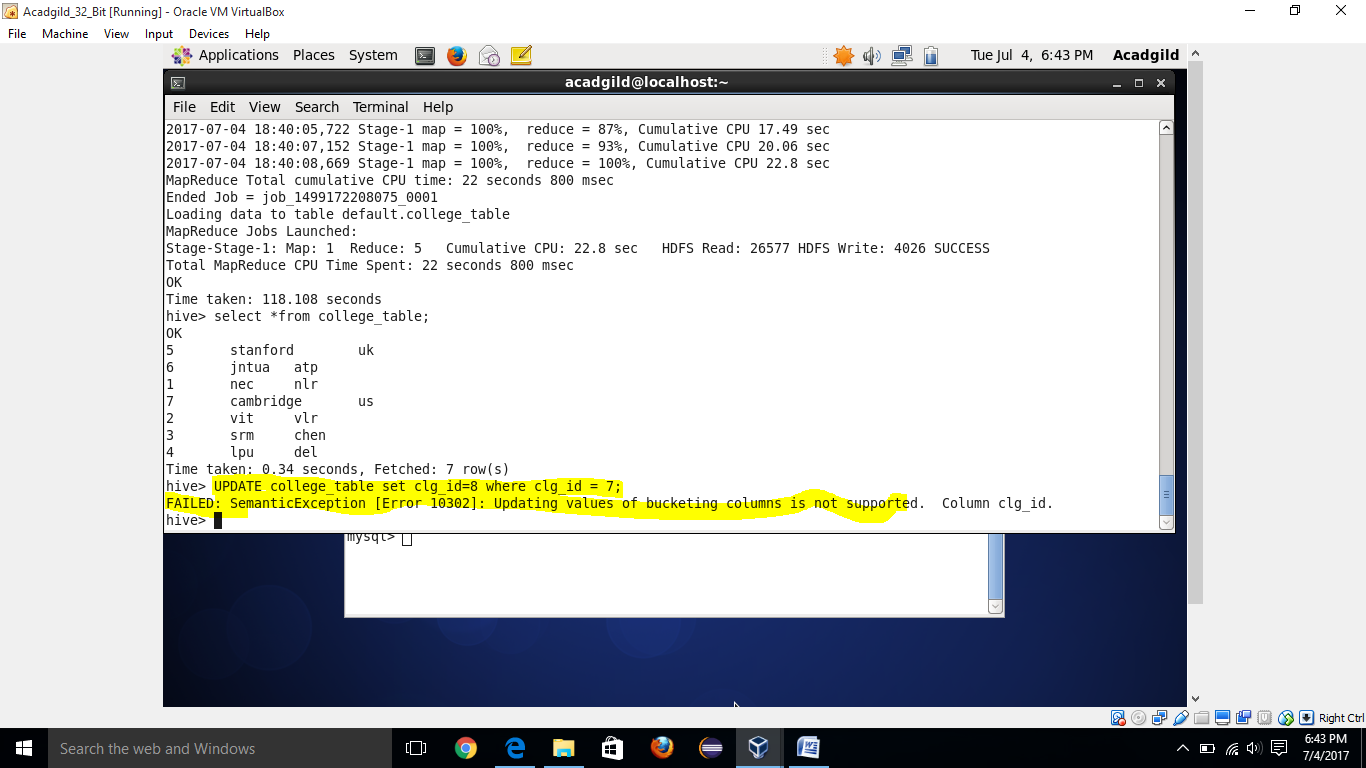 Acadgild_32_Bit [Running] - Oracle VM VirtualBox
File Machine View Input Devices Help
Applications Places System Tue Jul 4, 6:43 PM Acadgild
acadgild@localhost:~
File Edit View Search Terminal Help
2017-07-04 18:40:05,722 Stage-1 map = 100%,  reduce = 87%, Cumulative CPU 17.49 sec
2017-07-04 18:40:07,152 Stage-1 map = 100%,  reduce = 93%, Cumulative CPU 20.06 sec
2017-07-04 18:40:08,669 Stage-1 map = 100%,  reduce = 100%, Cumulative CPU 22.8 sec
MapReduce Total cumulative CPU time: 22 seconds 800 msec
Ended Job = job_1499172208075_0001
Loading data to table default.college_table
MapReduce Jobs Launched:
Stage-Stage-1: Map: 1  Reduce: 5   Cumulative CPU: 22.8 sec   HDFS Read: 26577 HDFS Write: 4026 SUCCESS
Total MapReduce CPU Time Spent: 22 seconds 800 msec
OK
Time taken: 118.108 seconds
hive> select *from college_table;
OK
5       stanford        uk
6       jntua   atp
1       nec     nlr
7       cambridge       us
2       vit     vlr
3       srm     chen
4       lpu     del
Time taken: 0.34 seconds, Fetched: 7 row(s)
hive> UPDATE college_table set clg_id=8 where clg_id = 7;
FAILED: SemanticException [Error 10302]: Updating values of bucketing columns is not supported.  Column clg_id.
hive>
mysql>
Right Ctrl
Search the web and Windows
6:43 PM
7/4/2017